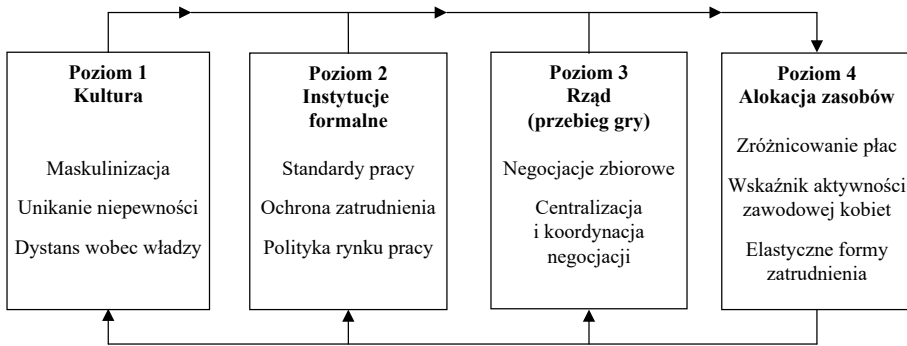 Poziom 1
Kultura
Maskulinizacja
Unikanie niepewności
Dystans wobec władzy
Poziom 2
Instytucje
formalne
Standardy pracy
Ochrona zatrudnienia
Polityka rynku pracy
Poziom 3
Rząd
(przebieg gry)
Negocjacje zbiorowe
Centralizacja
i koordynacja
negocjacji
Poziom 4
Alokacja zasobów
Zróżnicowanie płac
Wskaźnik aktywności
zawodowej kobiet
Elastyczne formy
zatrudnienia